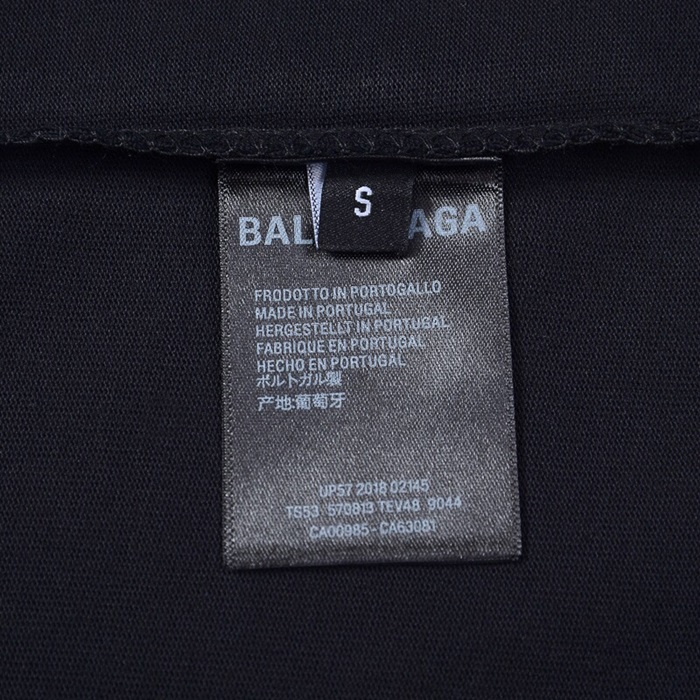 S
BAL AGA
FRODOTTO IN PORTOGALLO
MADE IN PORTUGAL
HERGESTELLT IN PORTUGAL
FABRIQUE EN PORTUGAL
HECHO EN PORTUGAL
ポルトガル製
产地:葡萄牙
UP57 2018 02145
TS53 570813 TEV48 9044
CA00985-CA63081